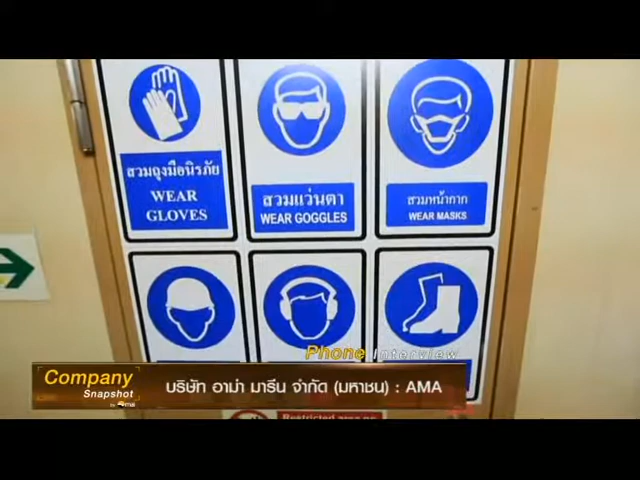 สวมถุงมือนิรภัย
WEAR
GLOVES
สวมแว่นตา
WEAR GOGGLES
สวมหน้ากาก
WEAR MASKS
Phone Interview
Company
Snapshot
by mai
บริษัท อาม่า มารีน จำกัด (มหาชน) : AMA
Restricted area no